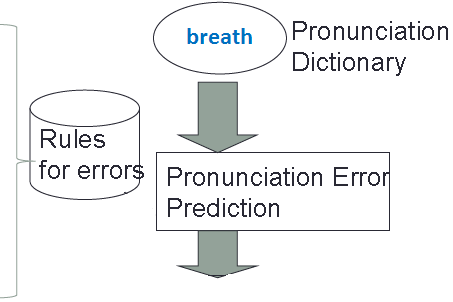 breath
Pronunciation
Dictionary
Rules
for errors
Pronunciation Error
Prediction